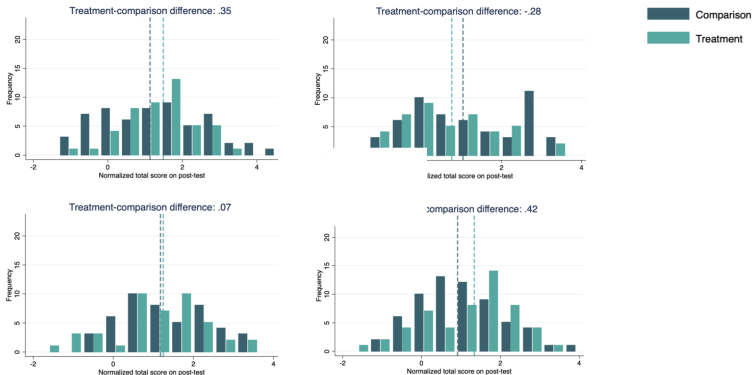 Treatment-comparison difference: .35
Frequency
0 5 10 15 20
-2 0 2 4
Normalized total score on post-test
Treatment-comparison difference: -.28
Frequency
5 10 15 20
4
lized total score on post-test
Comparison
Treatment
Treatment-comparison difference: .07
Frequency
0 5 10 15 20
-2 0 2 4
Normalized total score on post-test
comparison difference: .42
Frequency
0 5 10 15 20
-2 0 2 4
Normalized total score on post-test